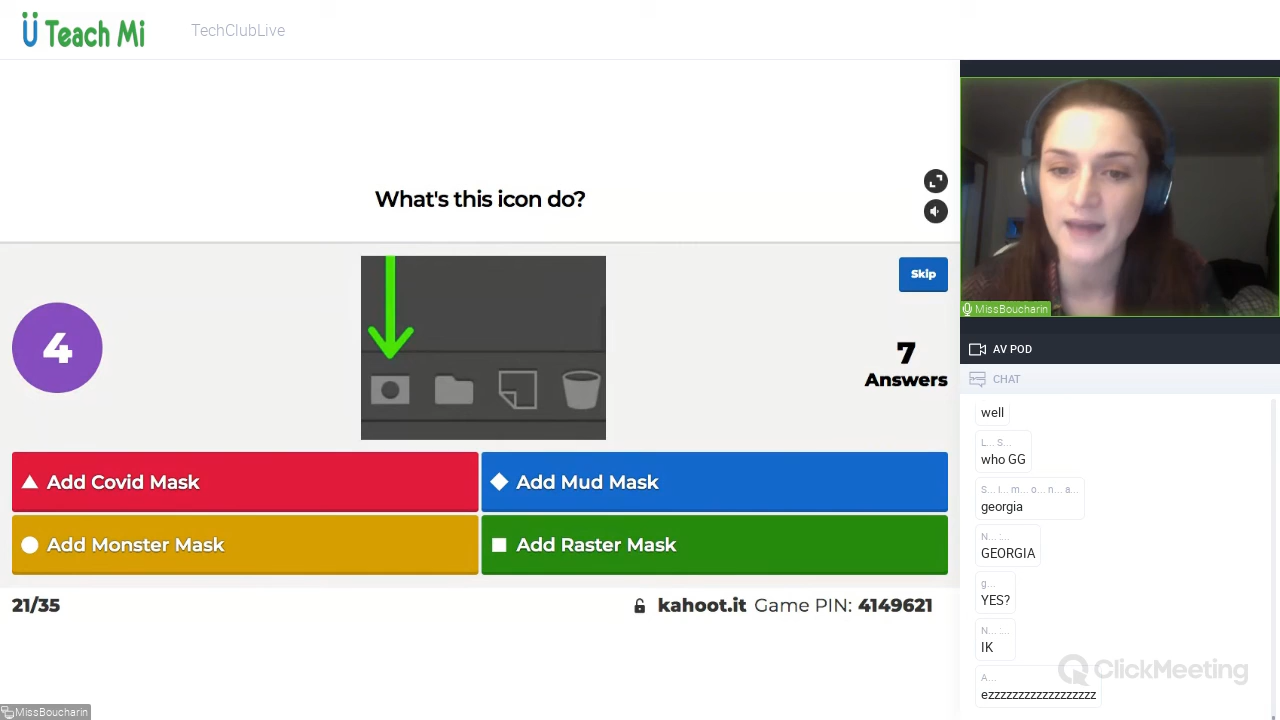 Ü Teach Mi
TechClubLive
What's this icon do?
Skip
4
7
Answers
Add Covid Mask
Add Mud Mask
Add Monster Mask
Add Raster Mask
21/35
kahoot.it Game PIN: 4149621
MissBoucharin
MissBoucharin
AV POD
CHAT
well
L... S...
who GG
S... i... m... o... n... a...
georgia
N... :...
GEORGIA
g...
YES?
N... :...
IK
A...
ezzzzzzzzzzzzzzzzzz
ClickMeeting